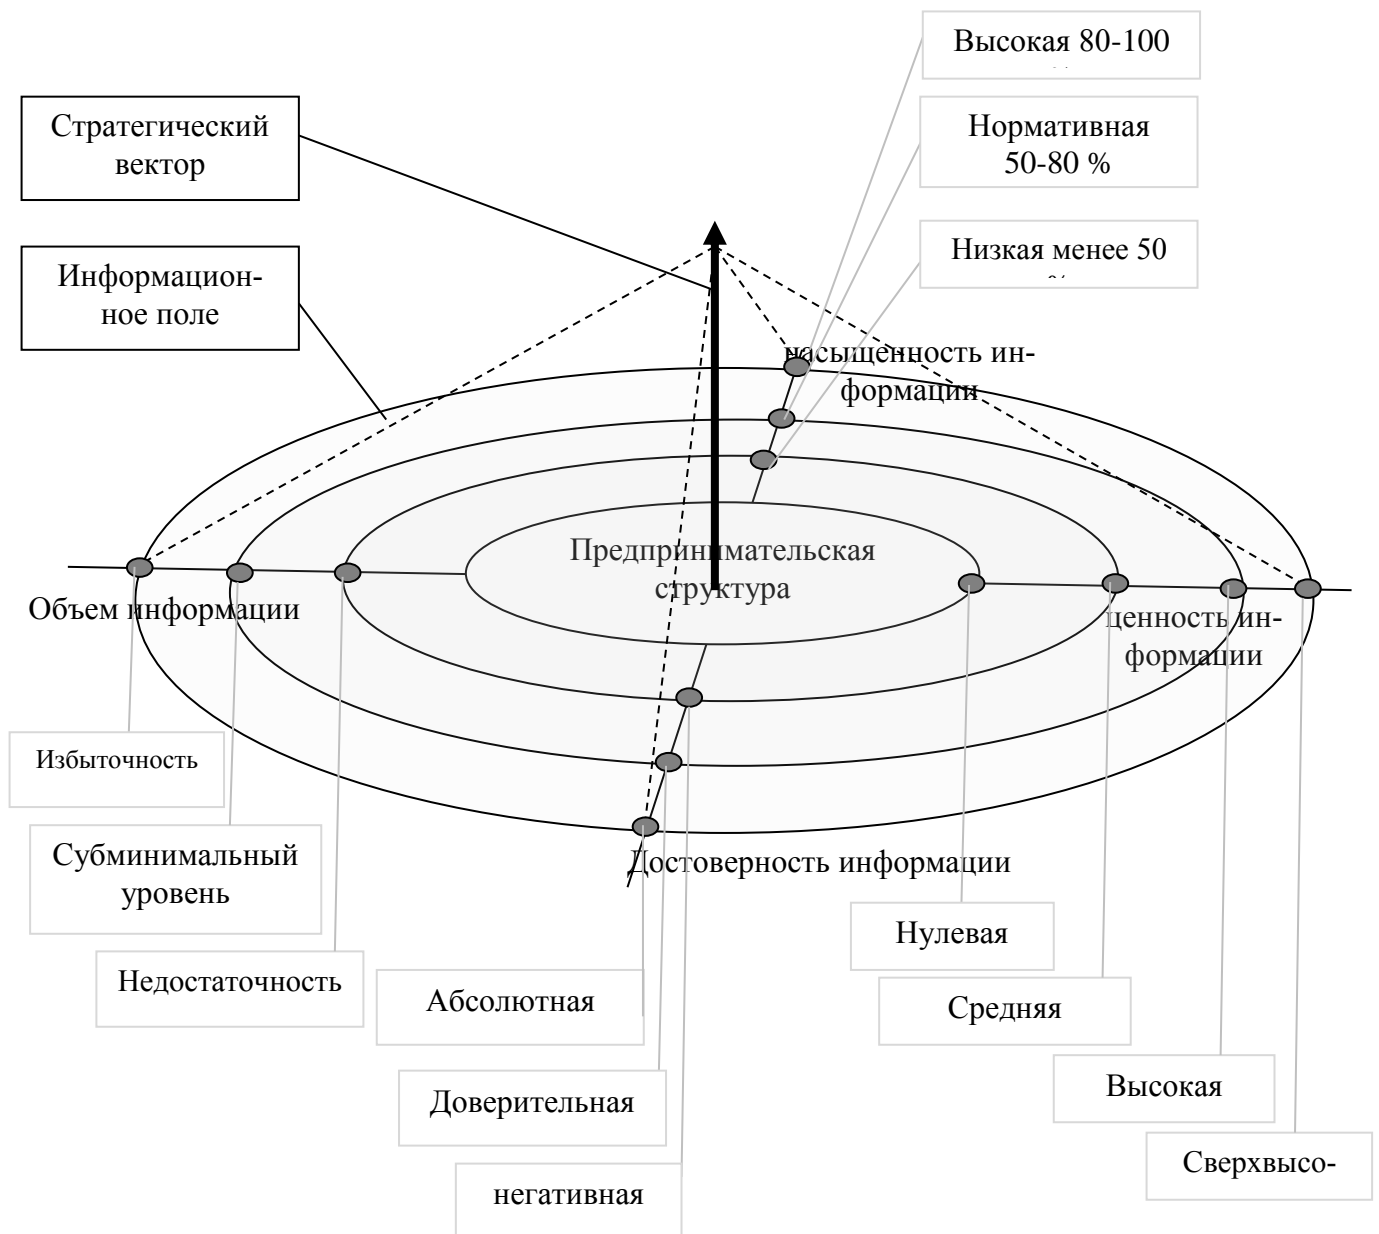 Высокая 80-100
Стратегический
вектор
Нормативная
50-80 %
Информацион-
ное поле
Низкая менее 50
насыщенность ин-
формации
Предпринимательская
структура
Объем информации
ценность ин-
формации
Избыточность
Субминимальный
уровень
Достоверность информации
Недостаточность
Нулевая
Абсолютная
Средняя
Доверительная
Высокая
Сверхвысо-
негативная